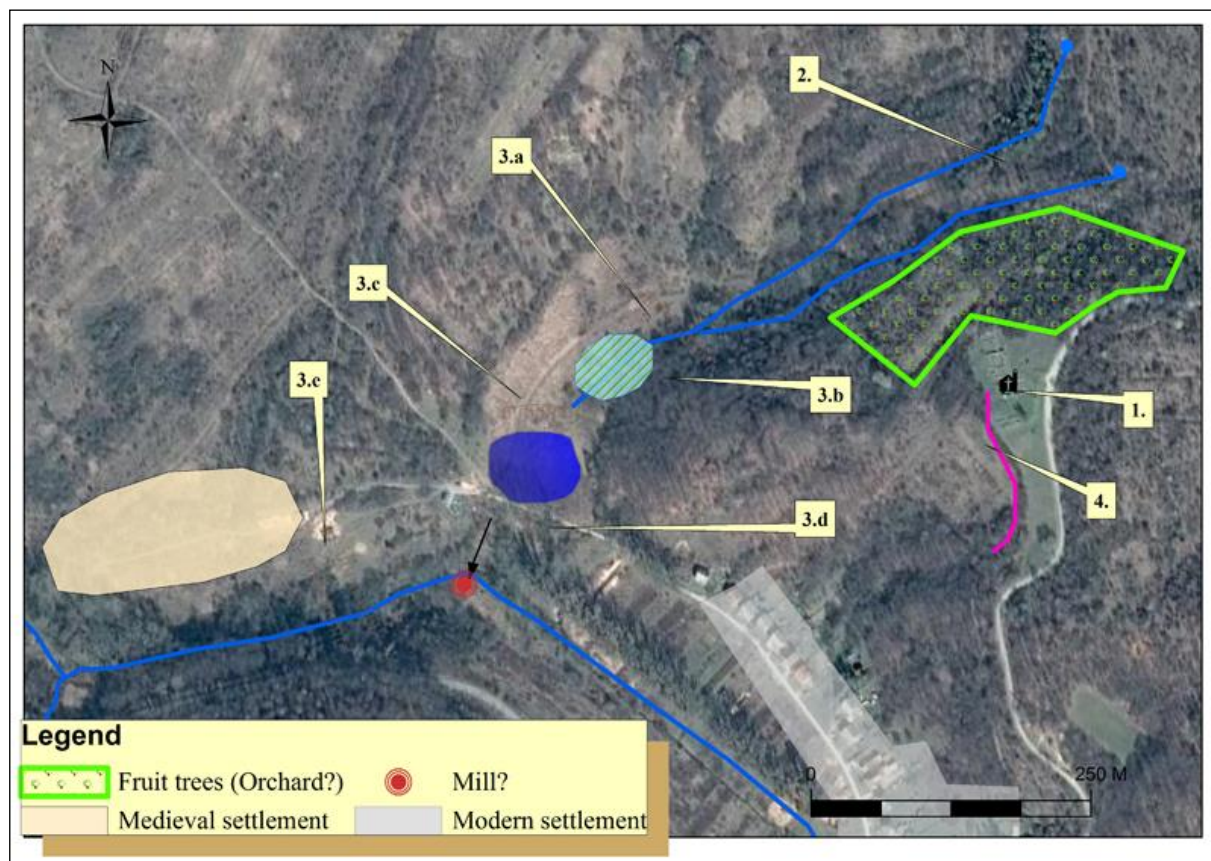 N
2.
3.a
3.c
3.e
3.b
1.
4.
3.d
Legend
Fruit trees (Orchard?)
Mill?
Medieval settlement
Modern settlement
0
250 M